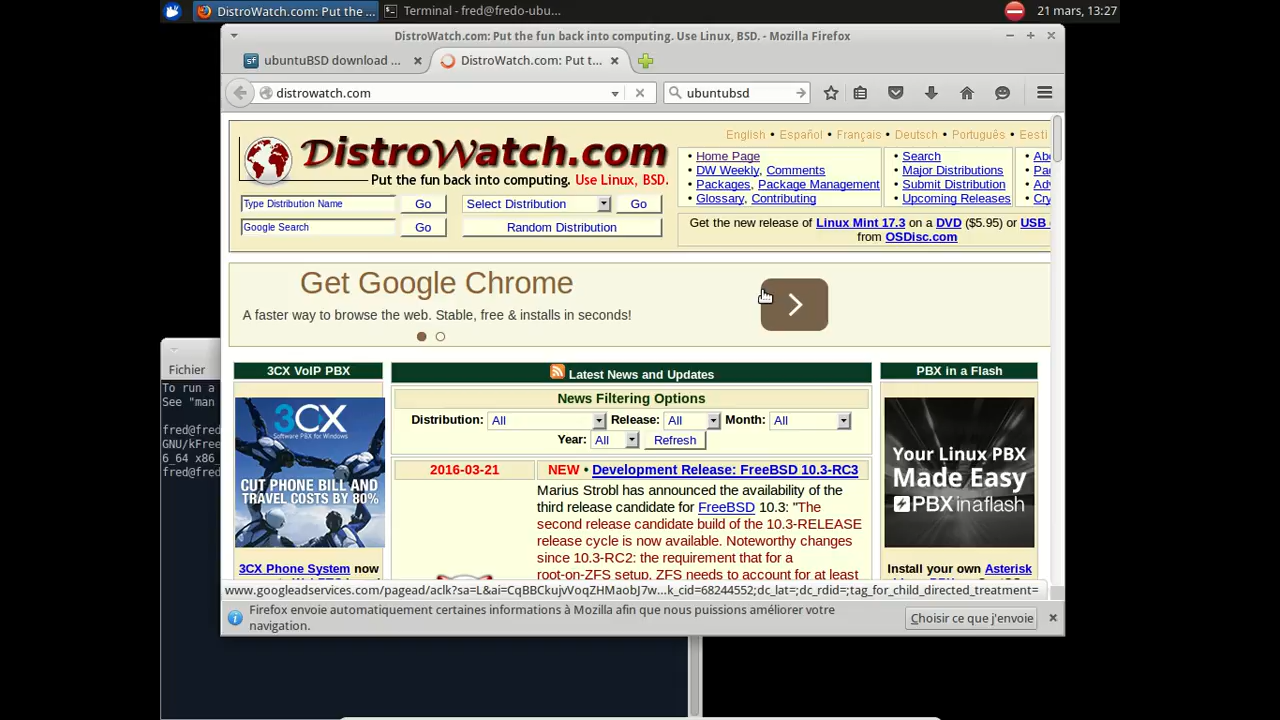 DistroWatch.com: Put the ...
Terminal - fred@fredo-ubu...
21 mars, 13:27
DistroWatch.com: Put the fun back into computing. Use Linux, BSD. - Mozilla Firefox
ubuntuBSD download ...
DistroWatch.com: Put t...
distrowatch.com
ubuntubsd
English • Español • Français • Deutsch • Português • Eesti
DistroWatch.com
Put the fun back into computing. Use Linux, BSD.
• Home Page
• DW Weekly, Comments
• Packages, Package Management
• Glossary, Contributing
• Search
• Major Distributions
• Submit Distribution
• Upcoming Releases
Type Distribution Name
Go
Select Distribution
Go
Google Search
Go
Random Distribution
Get the new release of Linux Mint 17.3 on a DVD ($5.95) or USB
from OSDisc.com
Get Google Chrome
A faster way to browse the web. Stable, free & installs in seconds!
Fichier
To run a
See "man
fred@fred
GNU/kFree
6_64 x86_
fred@fred
3CX VoIP PBX
3CX
Software PBX for Windows
CUT PHONE BILL AND
TRAVEL COSTS BY 80%
3CX Phone System now
Latest News and Updates
News Filtering Options
Distribution: All Release: All Month: All
Year: All Refresh
2016-03-21
NEW • Development Release: FreeBSD 10.3-RC3
Marius Strobl has announced the availability of the
third release candidate for FreeBSD 10.3: "The
second release candidate build of the 10.3-RELEASE
release cycle is now available. Noteworthy changes
since 10.3-RC2: the requirement that for a
root-on-ZFS setup, ZFS needs to account for at least
PBX in a Flash
Your Linux PBX
Made Easy
PBXinaflash
Install your own Asterisk
www.googleadservices.com/pagead/aclk?sa=L&ai=CqBBCkujvVoqZHMaobJ7w...k_cid=68244552;dc_lat=;dc_rdid=;tag_for_child_directed_treatment=
Firefox envoie automatiquement certaines informations à Mozilla afin que nous puissions améliorer votre
navigation.
Choisir ce que j'envoie